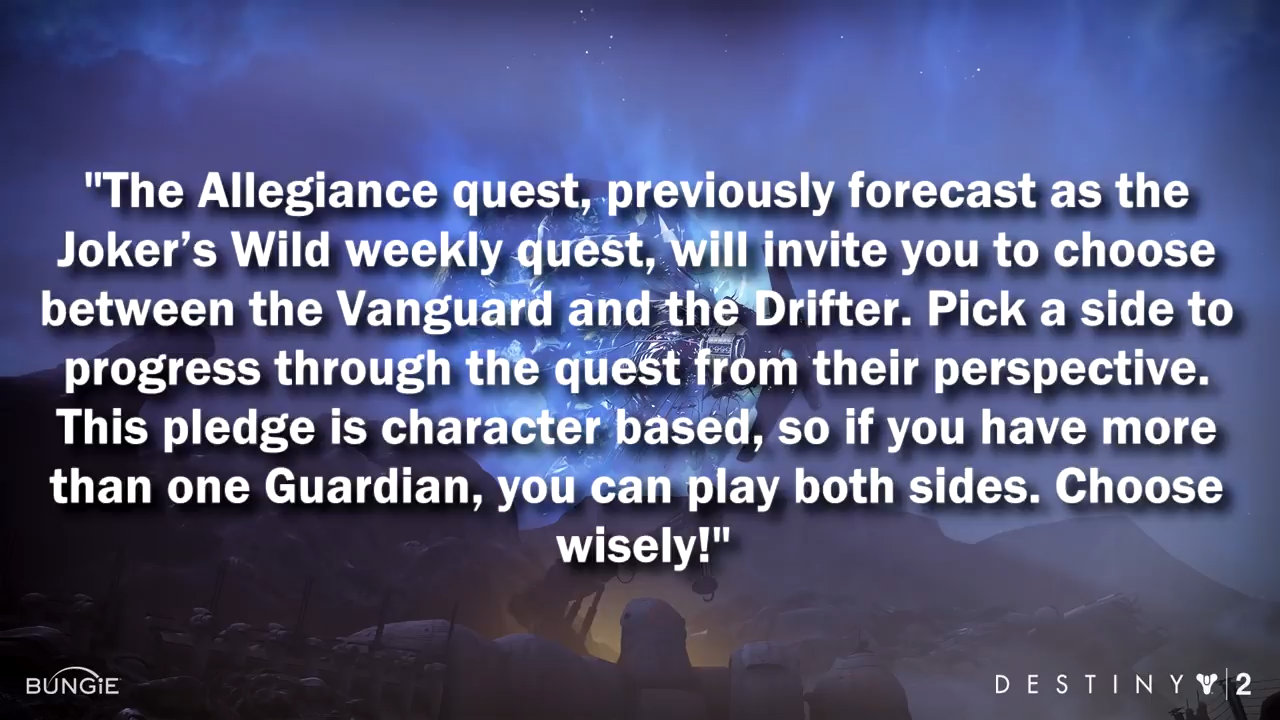 "The Allegiance quest, previously forecast as the
Joker’s Wild weekly quest, will invite you to choose
between the Vanguard and the Drifter. Pick a side to
progress through the quest from their perspective.
This pledge is character based, so if you have more
than one Guardian, you can play both sides. Choose
wisely!"
BUNGiE
DESTINY 2